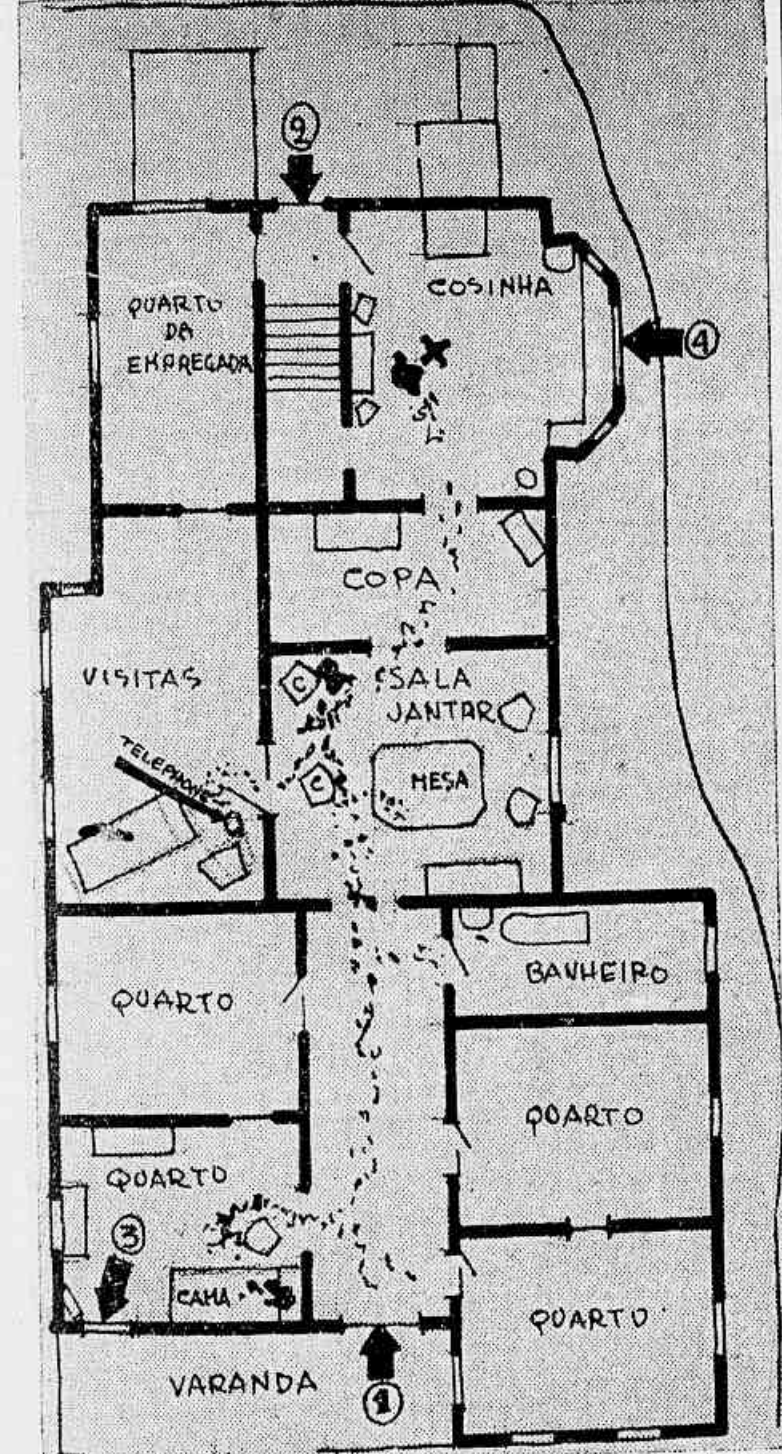 2
COSINHA
QUARTO
DA
EMPREGADA
4
COPA
VISITAS
C
SALA
JANTAR
TELEPHONE
C
MESA
BANHEIRO
QUARTO
QUARTO
QUARTO
3
CAMA
QUARTO
VARANDA
1